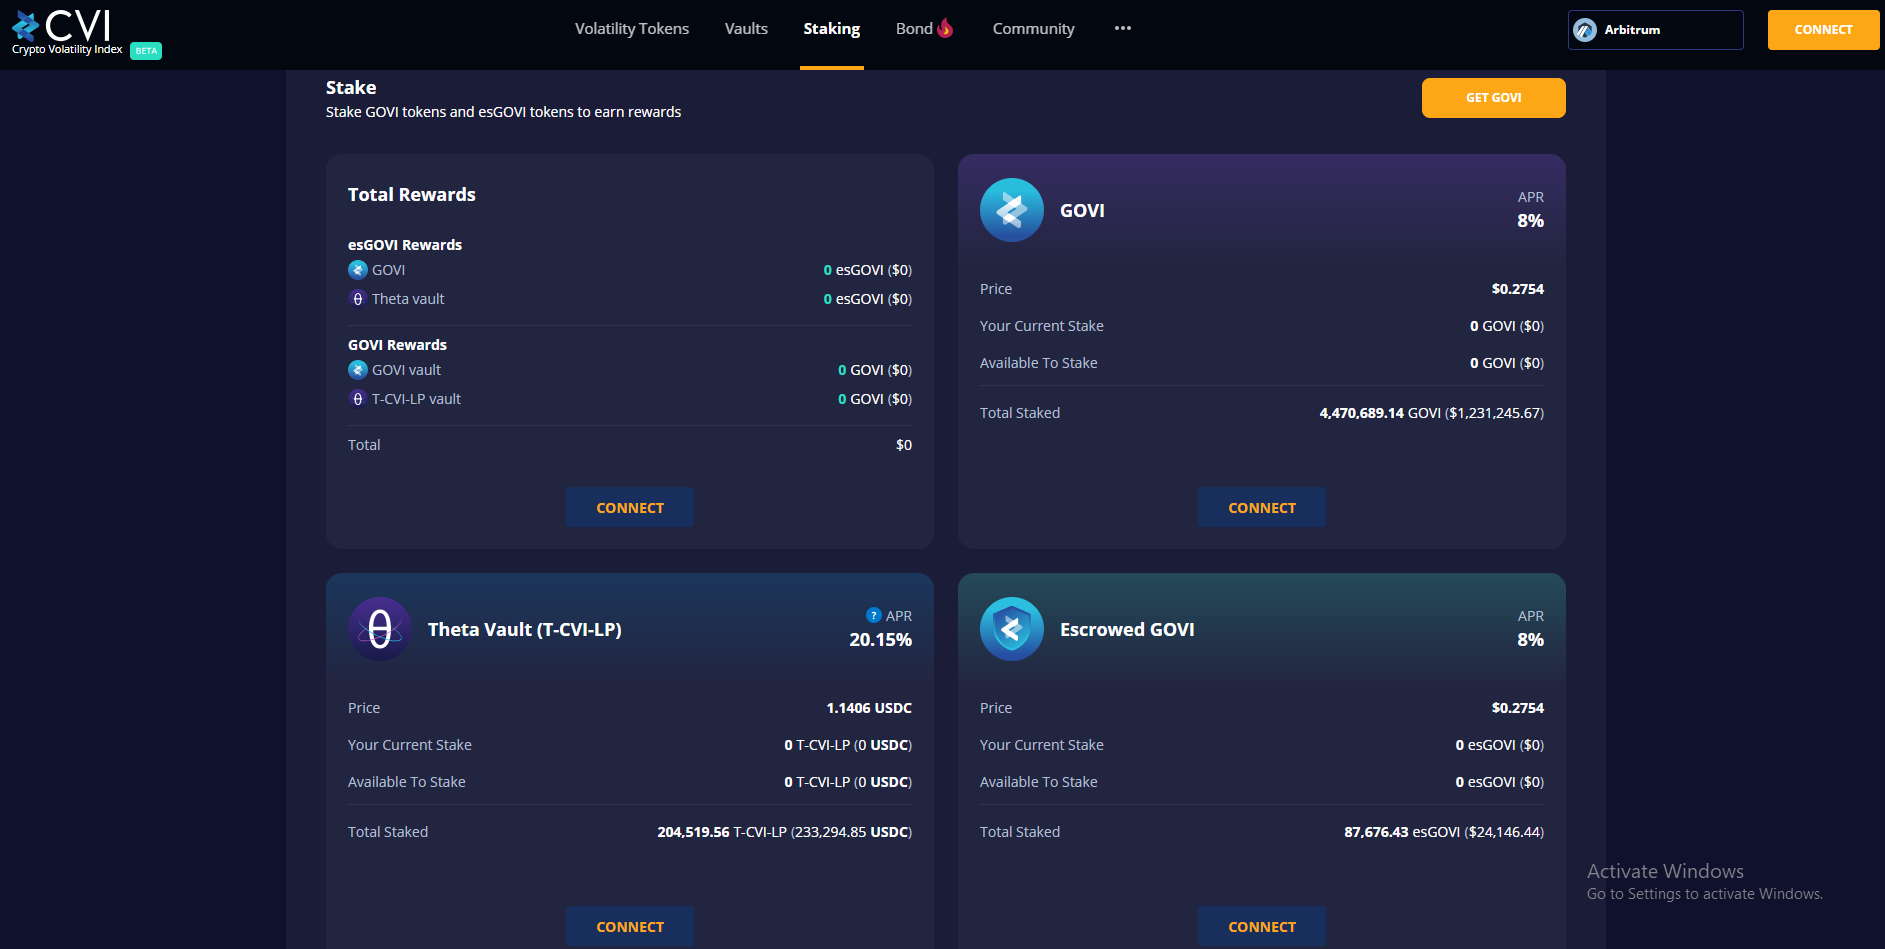 CVI
Crypto Volatility Index
BETA
Volatility Tokens
Vaults
Staking
Bond
Community
...
Arbitrum
CONNECT
Stake
Stake GOVI tokens and esGOVI tokens to earn rewards
GET GOVI
Total Rewards
esGOVI Rewards
GOVI 0 esGOVI ($0)
Theta vault 0 esGOVI ($0)
GOVI Rewards
GOVI vault 0 GOVI ($0)
T-CVI-LP vault 0 GOVI ($0)
Total $0
CONNECT
GOVI
APR
8%
Price $0.2754
Your Current Stake 0 GOVI ($0)
Available To Stake 0 GOVI ($0)
Total Staked 4,470,689.14 GOVI ($1,231,245.67)
CONNECT
θ
Theta Vault (T-CVI-LP)
? APR
20.15%
Price 1.1406 USDC
Your Current Stake 0 T-CVI-LP (0 USDC)
Available To Stake 0 T-CVI-LP (0 USDC)
Total Staked 204,519.56 T-CVI-LP (233,294.85 USDC)
CONNECT
Escrowed GOVI
APR
8%
Price $0.2754
Your Current Stake 0 esGOVI ($0)
Available To Stake 0 esGOVI ($0)
Total Staked 87,676.43 esGOVI ($24,146.44)
CONNECT
Activate Windows
Go to Settings to activate Windows.